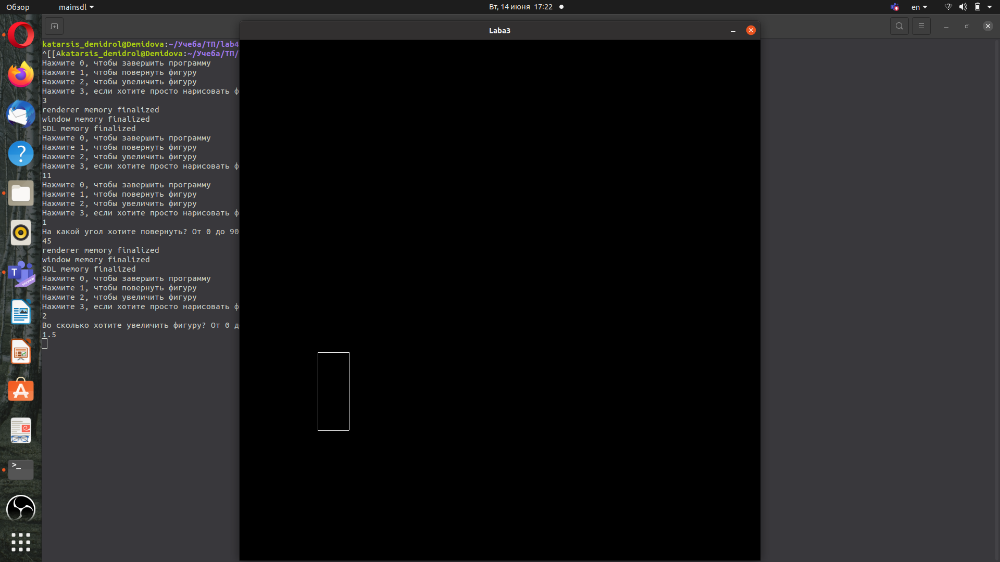 Обзор
mainsdl
Вт, 14 июня 17:22
en
Laba3
katarsis_demidrol@Demidova:~/Учеба/ТП/lab4
^[[Akatarsis_demidrol@Demidova:~/Учеба/ТП/
Нажмите 0, чтобы завершить программу
Нажмите 1, чтобы повернуть фигуру
Нажмите 2, чтобы увеличить фигуру
Нажмите 3, если хотите просто нарисовать ф
3
renderer memory finalized
window memory finalized
SDL memory finalized
Нажмите 0, чтобы завершить программу
Нажмите 1, чтобы повернуть фигуру
Нажмите 2, чтобы увеличить фигуру
Нажмите 3, если хотите просто нарисовать ф
11
Нажмите 0, чтобы завершить программу
Нажмите 1, чтобы повернуть фигуру
Нажмите 2, чтобы увеличить фигуру
Нажмите 3, если хотите просто нарисовать ф
1
На какой угол хотите повернуть? От 0 до 90
45
renderer memory finalized
window memory finalized
SDL memory finalized
Нажмите 0, чтобы завершить программу
Нажмите 1, чтобы повернуть фигуру
Нажмите 2, чтобы увеличить фигуру
Нажмите 3, если хотите просто нарисовать ф
2
Во сколько хотите увеличить фигуру? От 0 д
1.5
T
PREVIEW